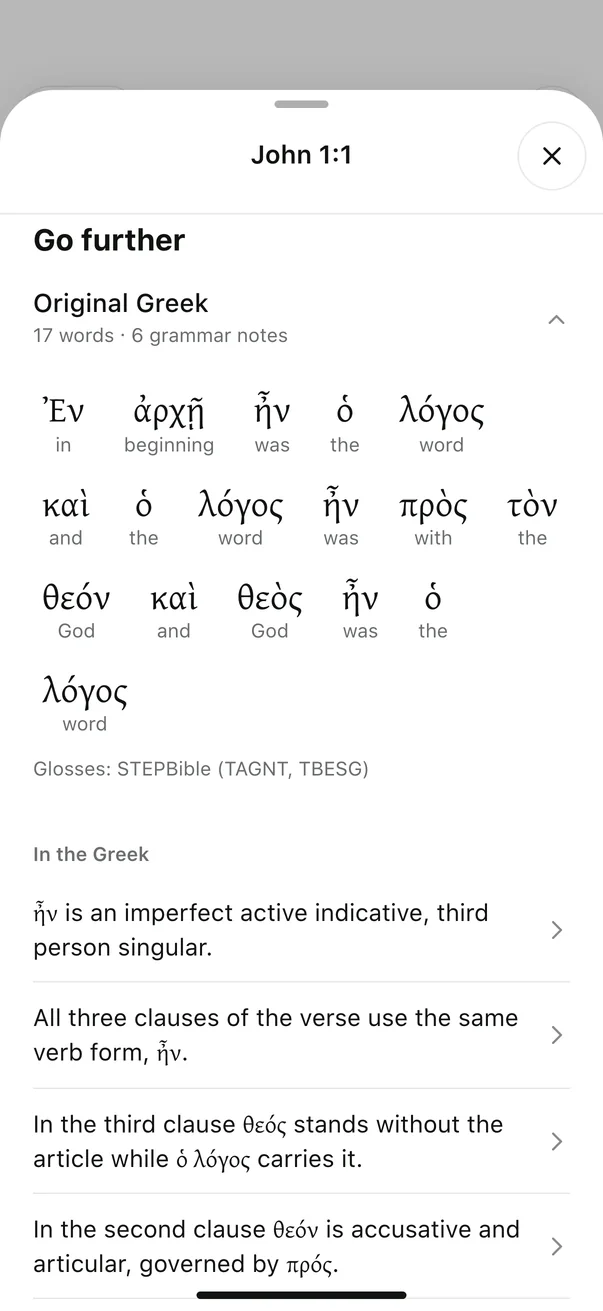 John 1:1
Go further
Original Greek
17 words · 6 grammar notes
Ἐν ἀρχῇ ἦν ὁ λόγος
in beginning was the word
καὶ ὁ λόγος ἦν πρὸς τὸν
and the word was with the
θεόν καὶ θεὸς ἦν ὁ
God and God was the
λόγος
word
Glosses: STEPBible (TAGNT, TBESG)
In the Greek
ἦν is an imperfect active indicative, third
person singular.
All three clauses of the verse use the same
verb form, ἦν.
In the third clause θεός stands without the
article while ὁ λόγος carries it.
In the second clause θεόν is accusative and
articular, governed by πρός.